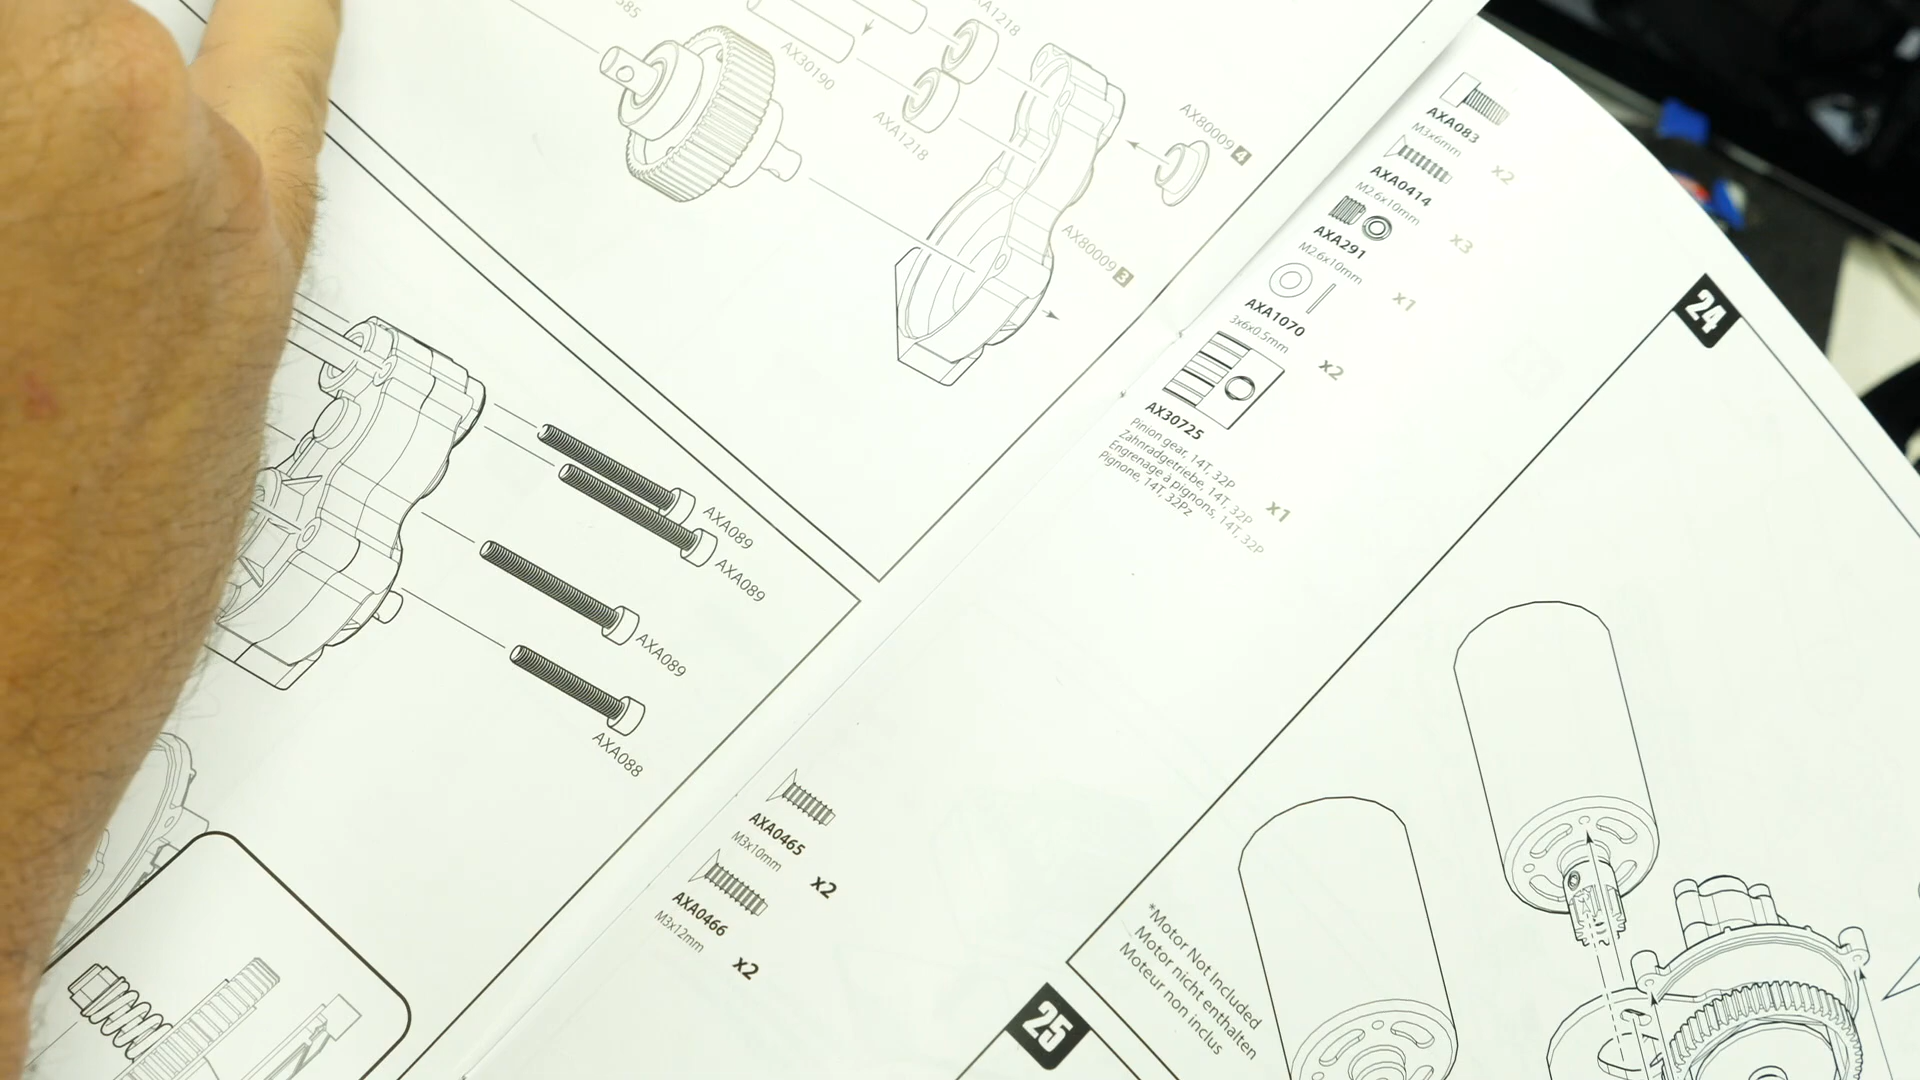 AX30190
AXA1218
AXA1218
AX80009 4
AX80009 3
AXA089
AXA089
AXA089
AXA088
AXA083
M3x6mm
x2
AXA0414
M2.6x10mm
x3
AXA291
M2.6x10mm
x1
AXA1070
3x6x0.5mm
x2
AX30725
Pinion gear, 14T, 32P
Zahnradgetriebe, 14T, 32P
Engrenage à pignons, 14T, 32P
Pignone, 14T, 32Pz
x1
24
AXA0465
M3x10mm
x2
AXA0466
M3x12mm
x2
*Motor Not Included
Motor nicht enthalten
Moteur non inclus
25